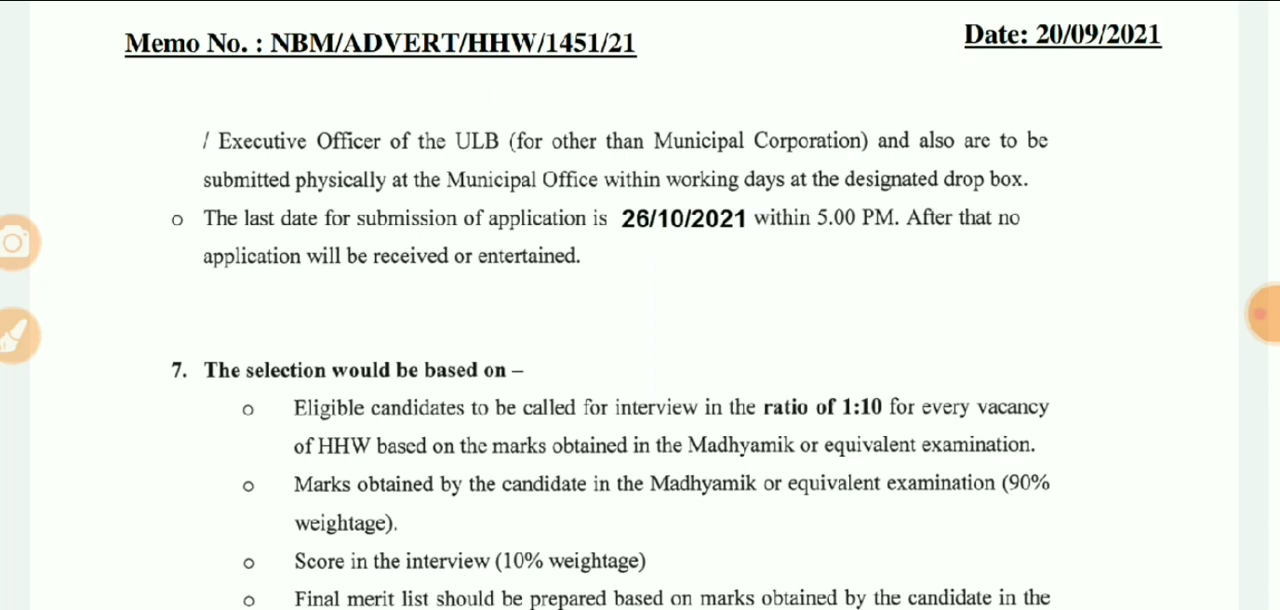 Memo No. : NBM/ADVERT/HHW/1451/21 Date: 20/09/2021
/ Executive Officer of the ULB (for other than Municipal Corporation) and also are to be
submitted physically at the Municipal Office within working days at the designated drop box.
o The last date for submission of application is 26/10/2021 within 5.00 PM. After that no
application will be received or entertained.
7. The selection would be based on –
o Eligible candidates to be called for interview in the ratio of 1:10 for every vacancy
of HHW based on the marks obtained in the Madhyamik or equivalent examination.
o Marks obtained by the candidate in the Madhyamik or equivalent examination (90%
weightage).
o Score in the interview (10% weightage)
o Final merit list should be prepared based on marks obtained by the candidate in the